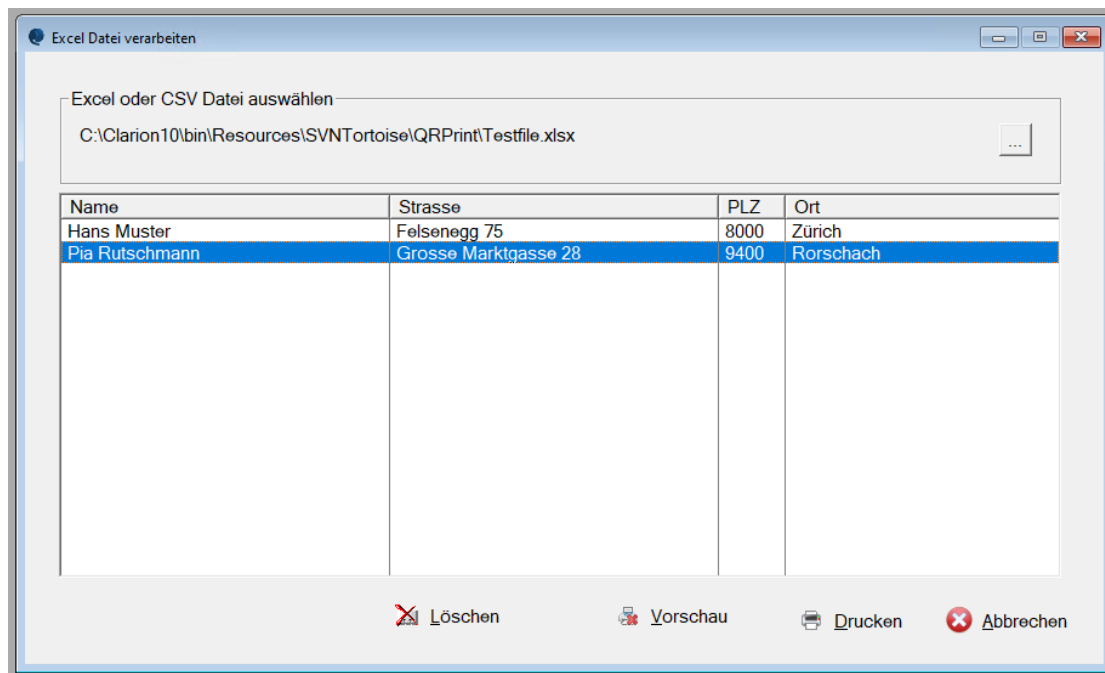 Excel Datei verarbeiten
Excel oder CSV Datei auswählen
C:\Clarion10\bin\Resources\SVNTortoise\QRPrint\Testfile.xlsx
...
Name Strasse PLZ Ort
Hans Muster Felsenegg 75 8000 Zürich
Pia Rutschmann Grosse Marktgasse 28 9400 Rorschach
Löschen Vorschau Drucken Abbrechen